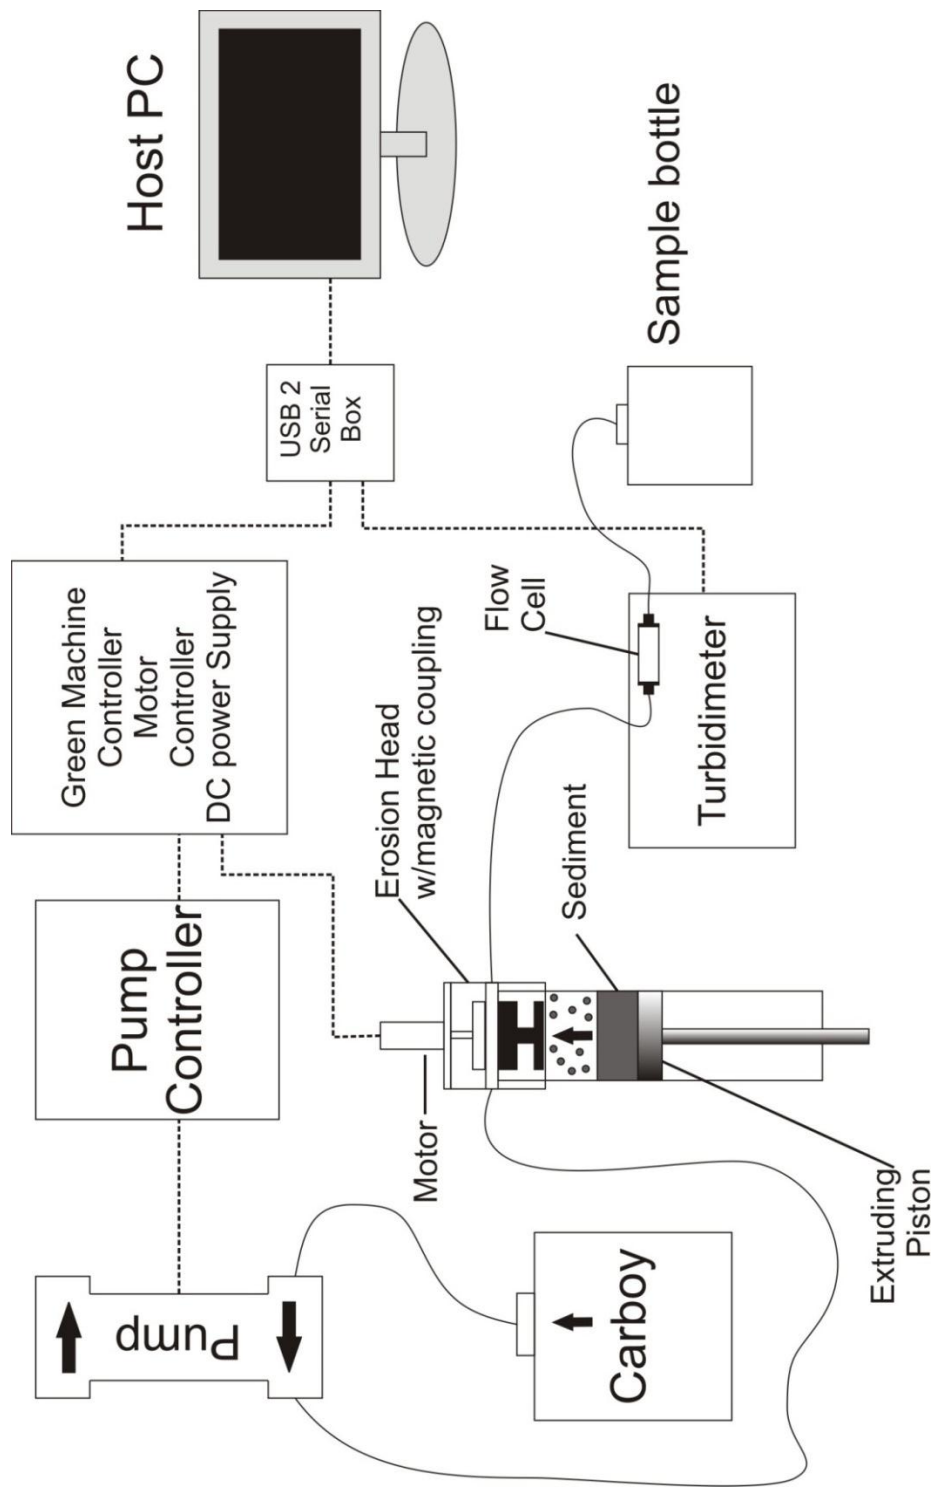 Host PC
USB 2
Serial
Box
Sample bottle
Green Machine
Controller
Motor
Controller
DC power Supply
Flow
Cell
Turbidimeter
Erosion Head
w/magnetic coupling
Sediment
Pump
Controller
Motor
Extruding
Piston
Pump
Carboy